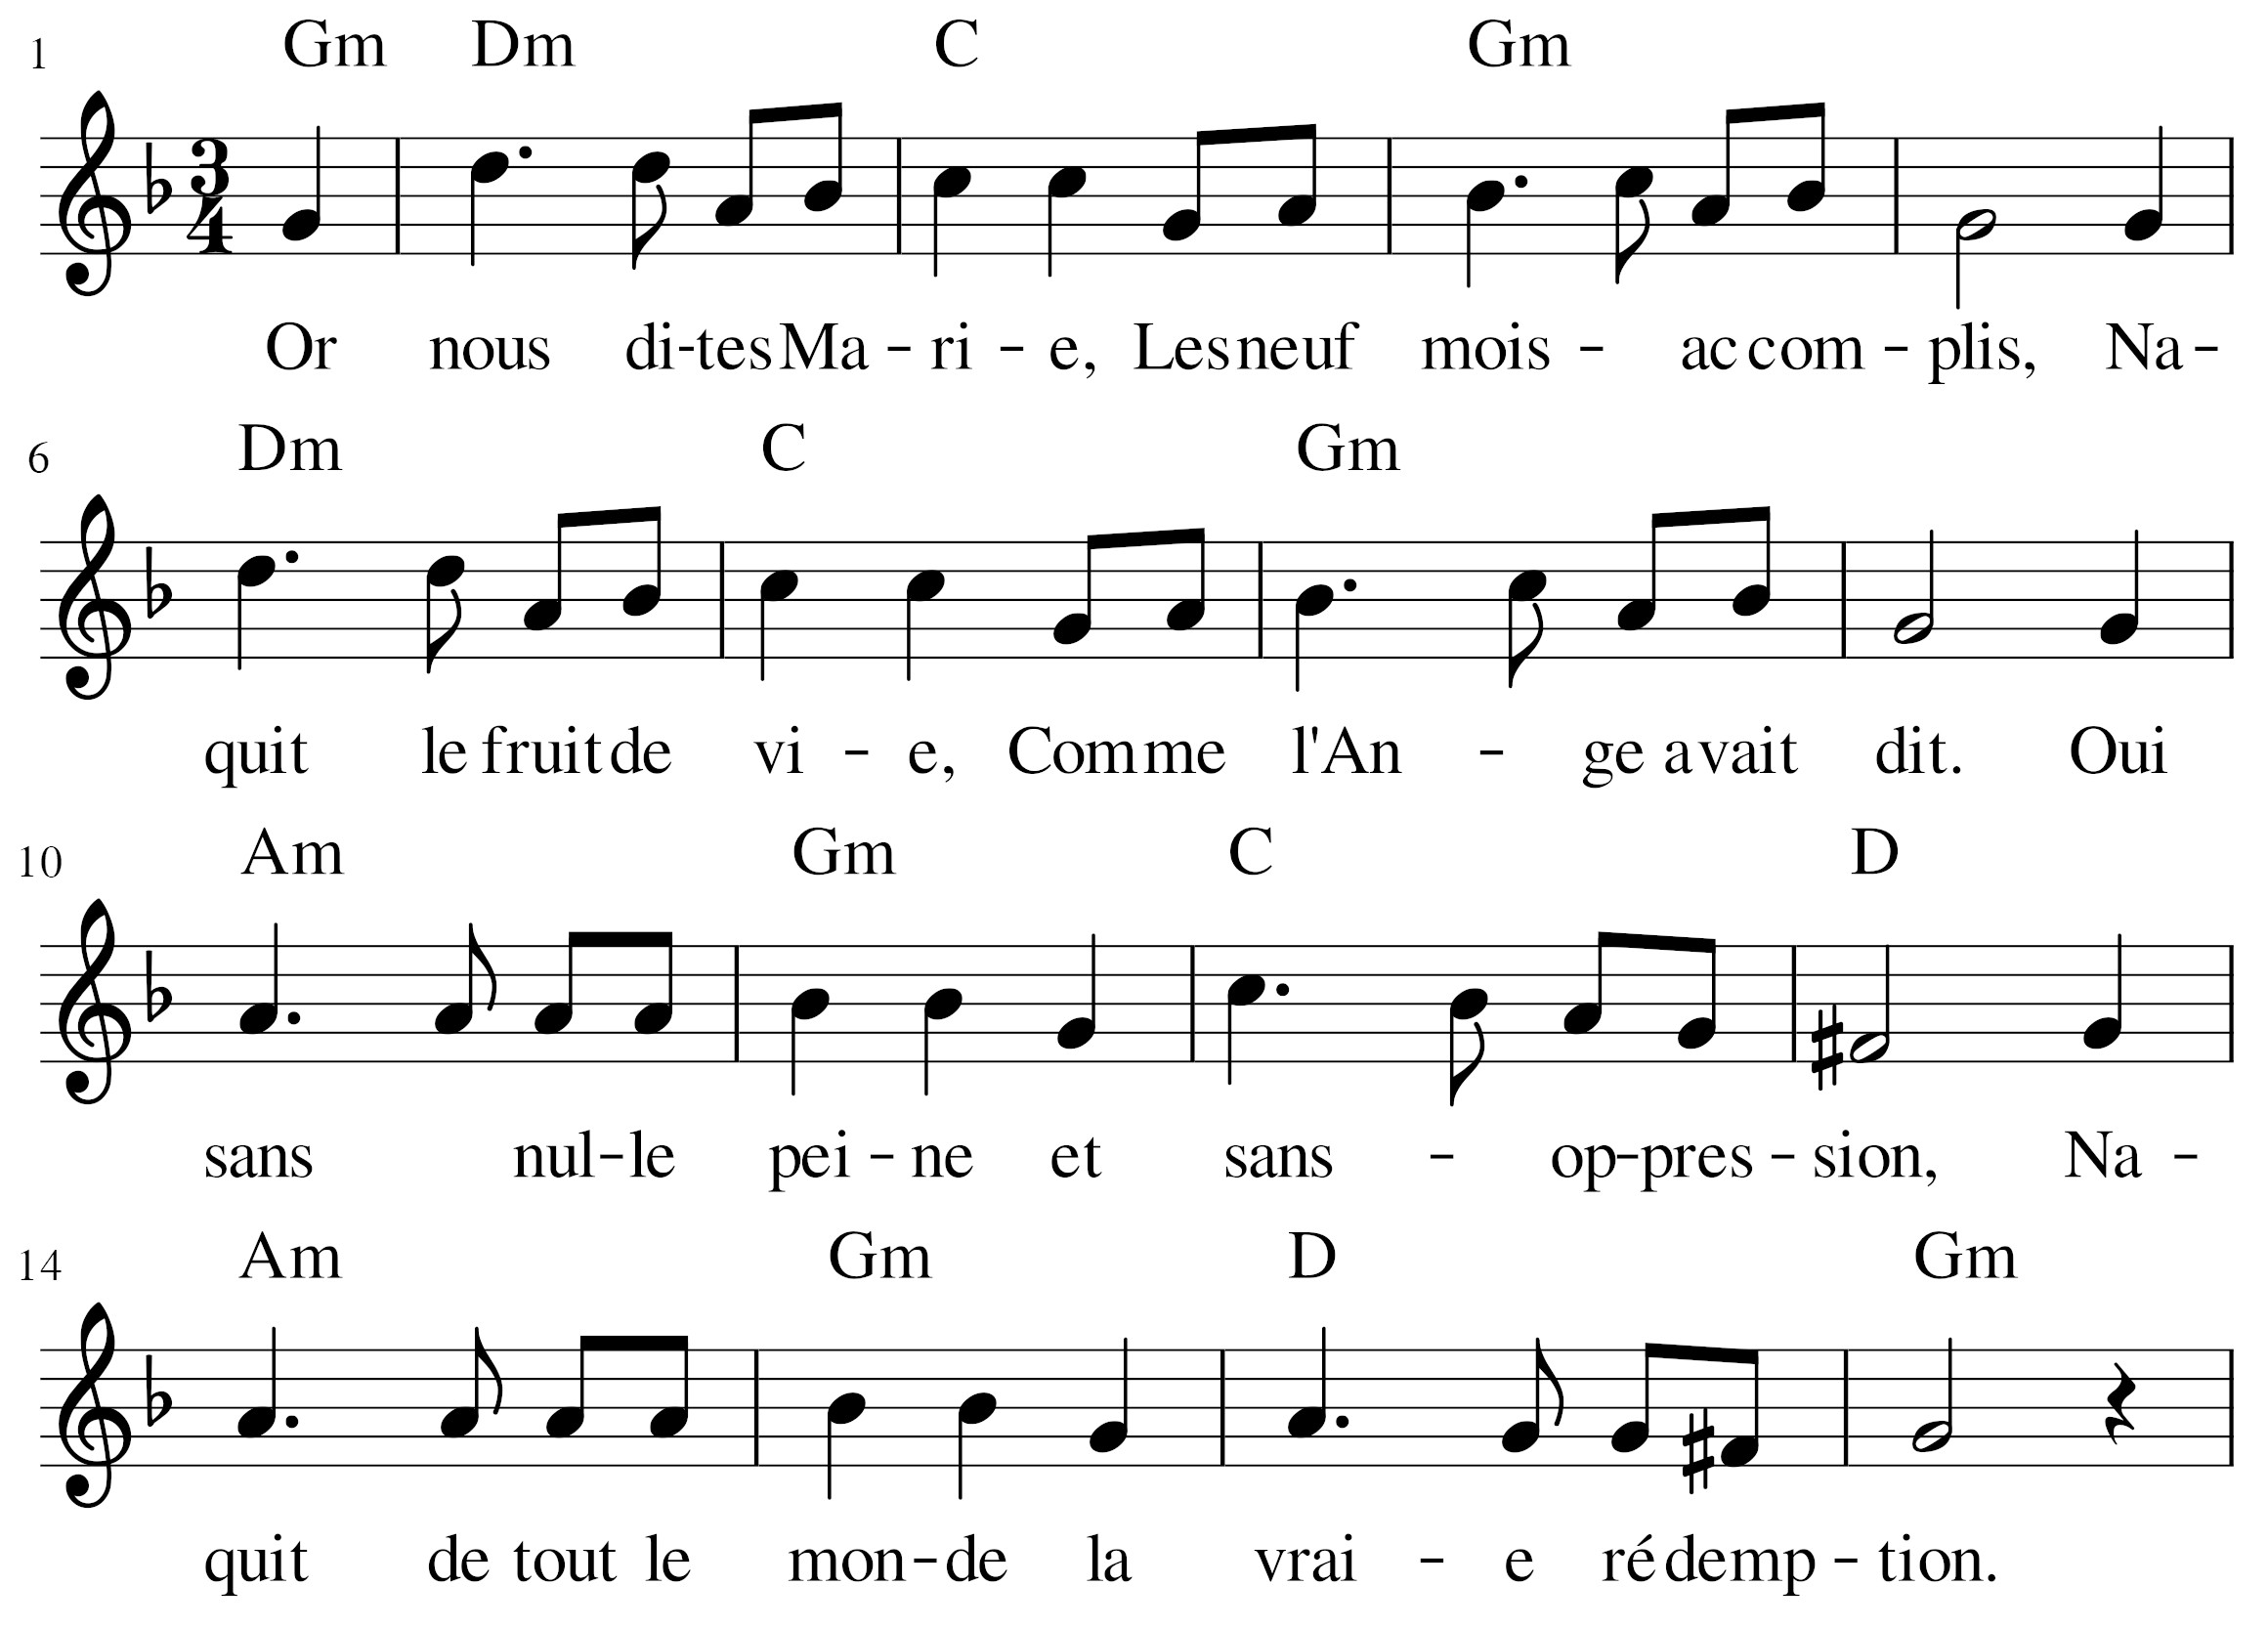 1 Gm Dm C Gm
3 4
Or nous di-tes Ma - ri - e, Les neuf mois - ac com - plis, Na -
6 Dm C Gm
quit le fruit de vi - e, Com me l'An - ge a vait dit. Oui
10 Am Gm C D
sans nul-le pei - ne et sans - op-pres - sion, Na -
14 Am Gm D Gm
quit de tout le mon-de la vrai - e ré demp - tion.